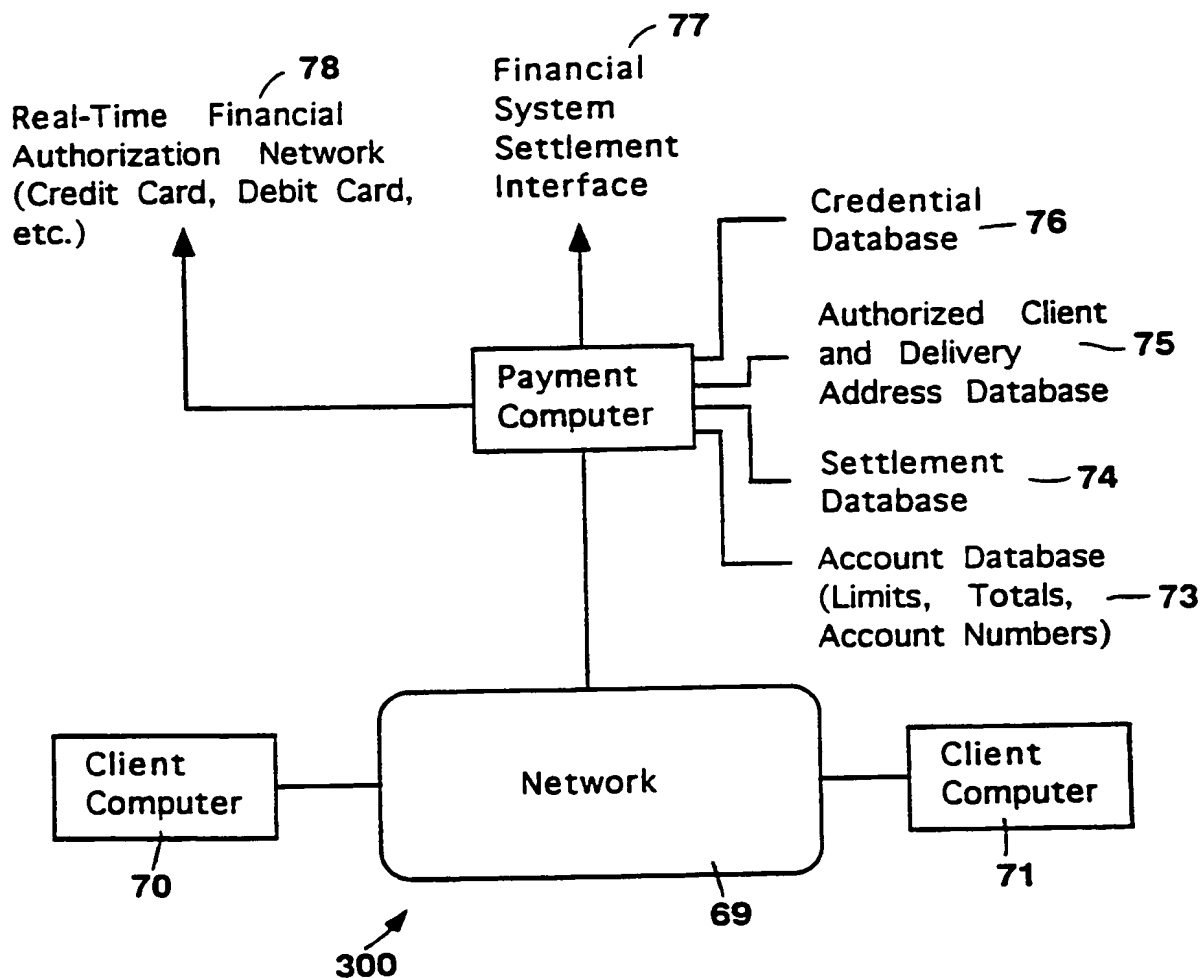 77
78
Financial
System
Settlement
Interface
Real-Time Financial
Authorization Network
(Credit Card, Debit Card,
etc.)
Credential
Database
76
Authorized Client
and Delivery
Address Database
75
Payment
Computer
Settlement
Database
74
Account Database
(Limits, Totals,
Account Numbers)
73
Client
Computer
Network
Client
Computer
70
69
71
300